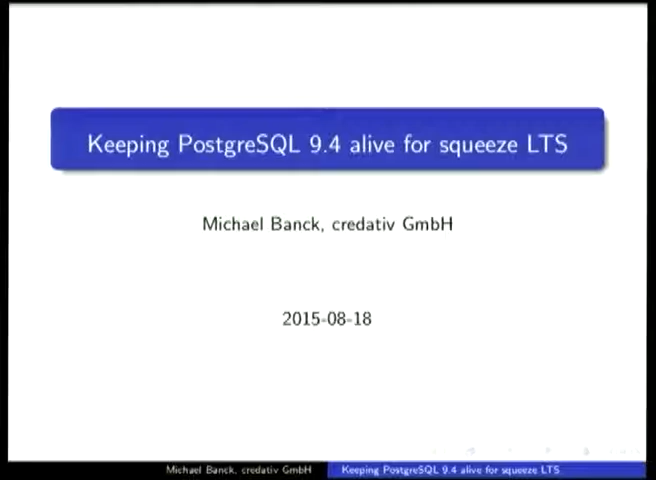 Keeping PostgreSQL 9.4 alive for squeeze LTS
Michael Banck, credativ GmbH
2015-08-18
Michael Banck, credativ GmbH
Keeping PostgreSQL 9.4 alive for squeeze LTS